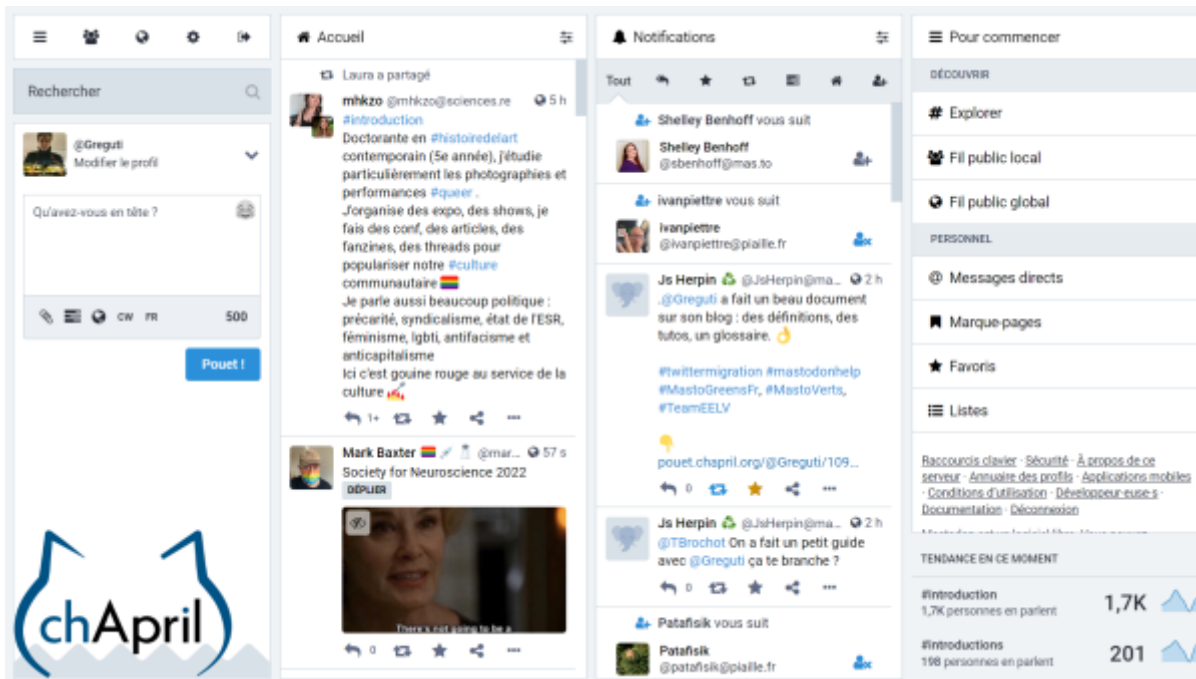 Rechercher
@Greguti
Modifier le profil
Qu'avez-vous en tête ?
CW FR 500
Pouet !
chApril
Accueil
Laura a partagé
mhkzo @mhkzo@sciences.re 5 h
#introduction
Doctorante en #histoiredelart
contemporain (5e année), j'étudie
particulièrement les photographies et
performances #queer .
J'organise des expo, des shows, je
fais des conf, des articles, des
fanzines, des threads pour
populariser notre #culture
communautaire 🏳️‍🌈
Je parle aussi beaucoup politique :
précarité, syndicalisme, état de l'ESR,
féminisme, lgbti, antifacisme et
anticapitalisme
Ici c'est gouine rouge au service de la
culture
1+
Mark Baxter 🏳️‍🌈 @mar... 57 s
Society for Neuroscience 2022
DÉPLIER
There's not going to be a
0
Notifications
Tout
Shelley Benhoff vous suit
Shelley Benhoff
@sbenhoff@mas.to
ivanpiettre vous suit
ivanpiettre
@ivanpiettre@piaille.fr
Js Herpin ♻️ @JsHerpin@ma... 2 h
.@Greguti a fait un beau document
sur son blog : des définitions, des
tutos, un glossaire. 👌
#twittermigration #mastodonhelp
#MastoGreensFr, #MastoVerts,
#TeamEELV
👇
pouet.chapril.org/@Greguti/109...
0
Js Herpin ♻️ @JsHerpin@ma... 2 h
@TBrochot On a fait un petit guide
avec @Greguti ça te branche ?
0
Patafisik vous suit
Patafisik
@patafisik@piaille.fr
Pour commencer
DÉCOUVRIR
# Explorer
Fil public local
Fil public global
PERSONNEL
@ Messages directs
Marque-pages
Favoris
Listes
Raccourcis clavier · Sécurité · À propos de ce
serveur · Annuaire des profils · Applications mobiles
· Conditions d'utilisation · Développeur·euse·s ·
Documentation · Déconnexion
TENDANCE EN CE MOMENT
#introduction
1,7K personnes en parlent
1,7K
#introductions
198 personnes en parlent
201